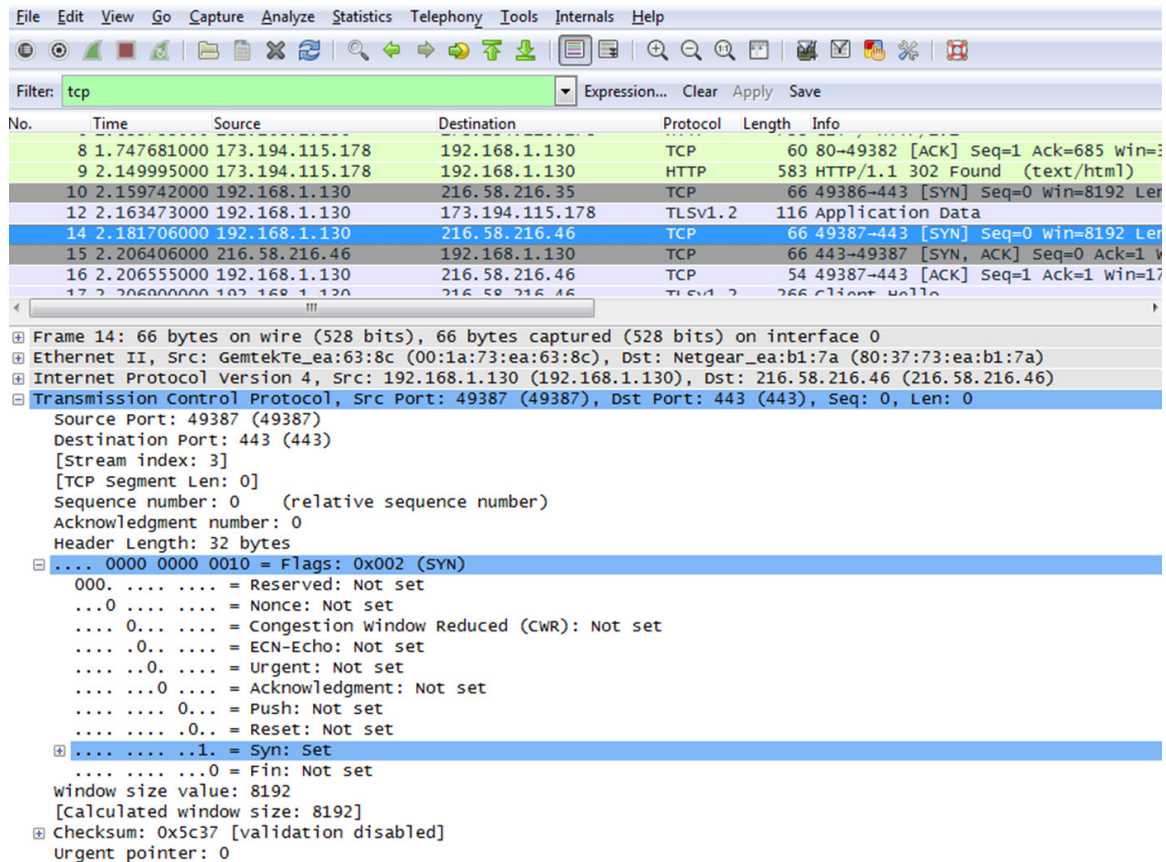 File Edit View Go Capture Analyze Statistics Telephony Tools Internals Help
Filter: tcp Expression... Clear Apply Save
No. Time Source Destination Protocol Length Info
8 1.747681000 173.194.115.178 192.168.1.130 TCP 60 80→49382 [ACK] Seq=1 Ack=685 Win=3
9 2.149995000 173.194.115.178 192.168.1.130 HTTP 583 HTTP/1.1 302 Found (text/html)
10 2.159742000 192.168.1.130 216.58.216.35 TCP 66 49386→443 [SYN] Seq=0 Win=8192 Len
12 2.163473000 192.168.1.130 173.194.115.178 TLSv1.2 116 Application Data
14 2.181706000 192.168.1.130 216.58.216.46 TCP 66 49387→443 [SYN] Seq=0 Win=8192 Len
15 2.206406000 216.58.216.46 192.168.1.130 TCP 66 443→49387 [SYN, ACK] Seq=0 Ack=1 W
16 2.206555000 192.168.1.130 216.58.216.46 TCP 54 49387→443 [ACK] Seq=1 Ack=1 Win=17
17 2.206900000 192.168.1.130 216.58.216.46 TLSv1.2 266 Client Hello
Frame 14: 66 bytes on wire (528 bits), 66 bytes captured (528 bits) on interface 0
Ethernet II, Src: GemtekTe_ea:63:8c (00:1a:73:ea:63:8c), Dst: Netgear_ea:b1:7a (80:37:73:ea:b1:7a)
Internet Protocol Version 4, Src: 192.168.1.130 (192.168.1.130), Dst: 216.58.216.46 (216.58.216.46)
Transmission Control Protocol, Src Port: 49387 (49387), Dst Port: 443 (443), Seq: 0, Len: 0
Source Port: 49387 (49387)
Destination Port: 443 (443)
[Stream index: 3]
[TCP Segment Len: 0]
Sequence number: 0 (relative sequence number)
Acknowledgment number: 0
Header Length: 32 bytes
.... 0000 0000 0010 = Flags: 0x002 (SYN)
000. .... .... = Reserved: Not set
...0 .... .... = Nonce: Not set
.... 0... .... = Congestion Window Reduced (CWR): Not set
.... .0.. .... = ECN-Echo: Not set
.... ..0. .... = Urgent: Not set
.... ...0 .... = Acknowledgment: Not set
.... .... 0... = Push: Not set
.... .... .0.. = Reset: Not set
.... .... ..1. = Syn: Set
.... .... ...0 = Fin: Not set
Window size value: 8192
[Calculated window size: 8192]
Checksum: 0x5c37 [validation disabled]
Urgent pointer: 0